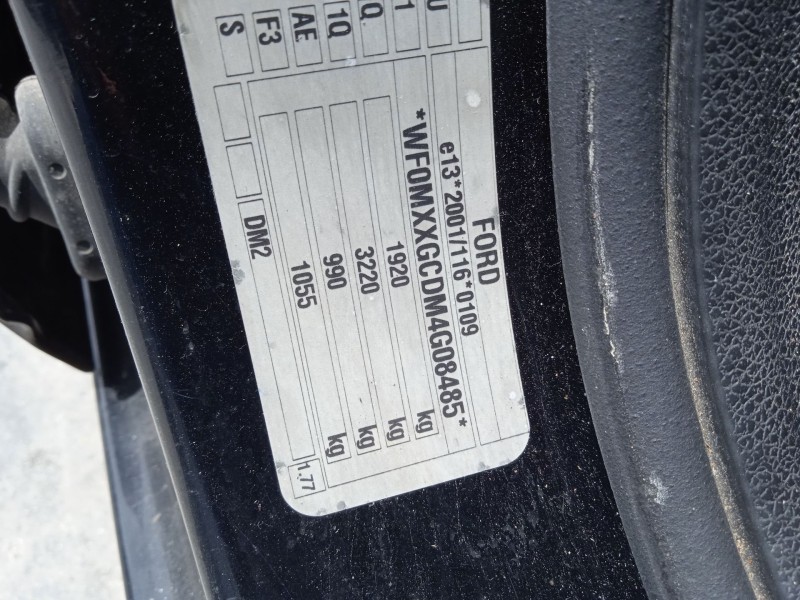 FORD
U e13*2001/116*0109
1 *WF0MXXGCDM4G08485*
Q 1920 kg
1Q 3220 kg
AE 990 kg
F3 1055 kg
S DM2 1.77